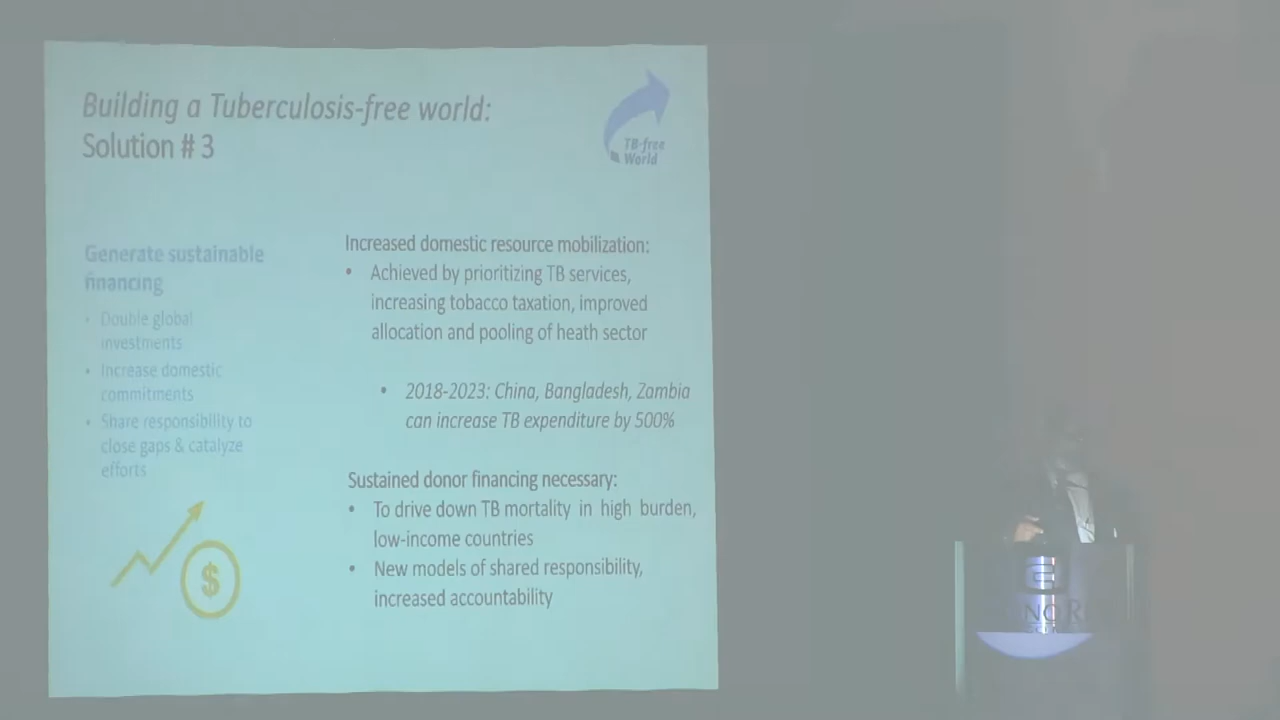 Building a Tuberculosis-free world:
Solution # 3
TB-free
World
Generate sustainable
financing
• Double global
investments
• Increase domestic
commitments
• Share responsibility to
close gaps & catalyze
efforts
$
Increased domestic resource mobilization:
• Achieved by prioritizing TB services,
increasing tobacco taxation, improved
allocation and pooling of heath sector
• 2018-2023: China, Bangladesh, Zambia
can increase TB expenditure by 500%
Sustained donor financing necessary:
• To drive down TB mortality in high burden,
low-income countries
• New models of shared responsibility,
increased accountability